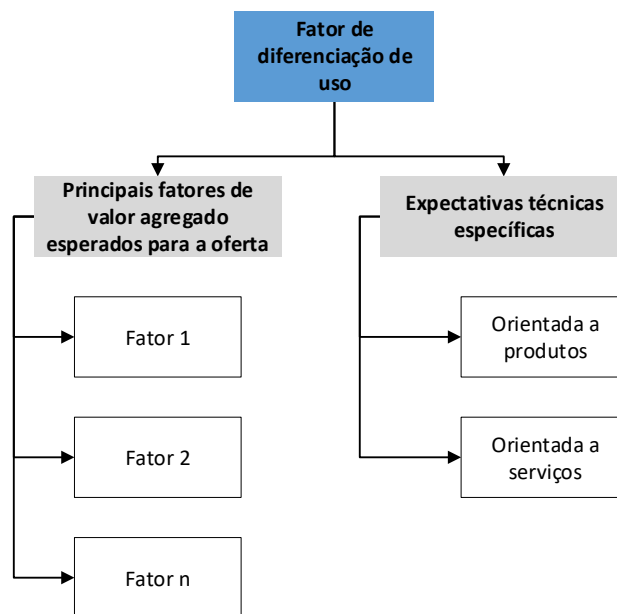 Fator de
diferenciação de
uso
Principais fatores de
valor agregado
esperados para a oferta
Expectativas técnicas
específicas
Fator 1
Fator 2
Fator n
Orientada a
produtos
Orientada a
serviços